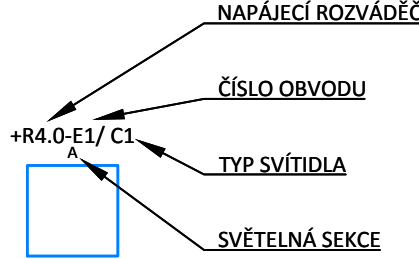 NAPÁJECÍ ROZVÁDĚČ
ČÍSLO OBVODU
+R4.0-E1/ C1
A
TYP SVÍTIDLA
SVĚTELNÁ SEKCE